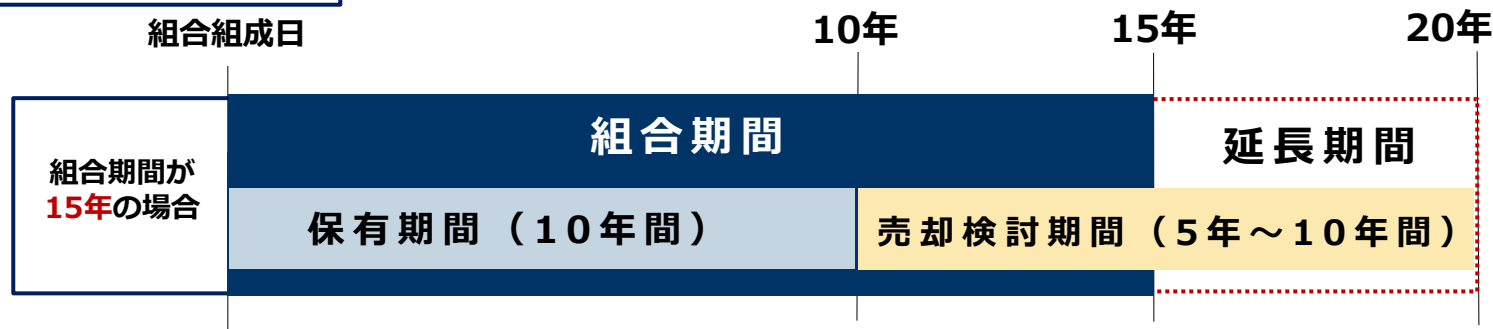 組合組成日 10年 15年 20年
組合期間 延長期間
組合期間が
15年の場合
保有期間（10年間） 売却検討期間（5年～10年間）